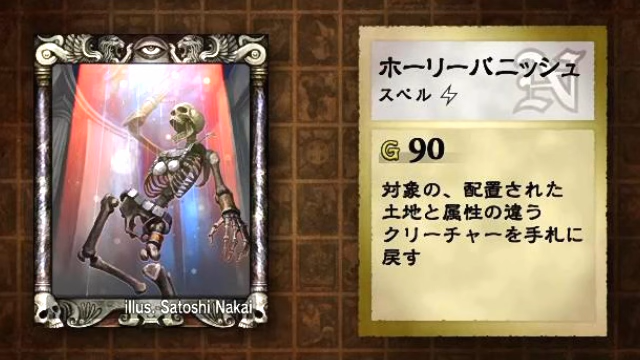 ホーリーバニッシュ
スペル
N
G 90
対象の、配置された
土地と属性の違う
クリーチャーを手札に
戻す
illus. Satoshi Nakai